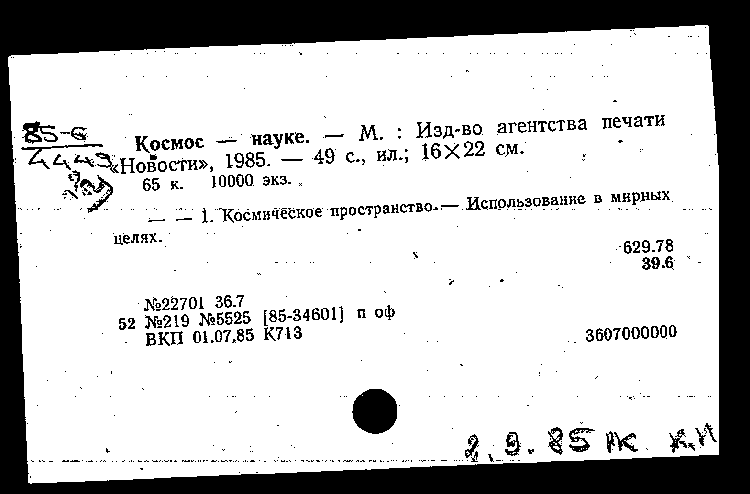 85-6
4449
Космос — науке. — М. : Изд-во агентства печати
«Новости», 1985. — 49 с., ил.; 16×22 см.
65 к. 10000 экз.
— — 1. Космическое пространство.— Использование в мирных
целях.
629.78
39.6
№22701 36.7
52 №219 №5525 [85-34601] п оф
ВКП 01.07.85 К713
3607000000
2.9.85